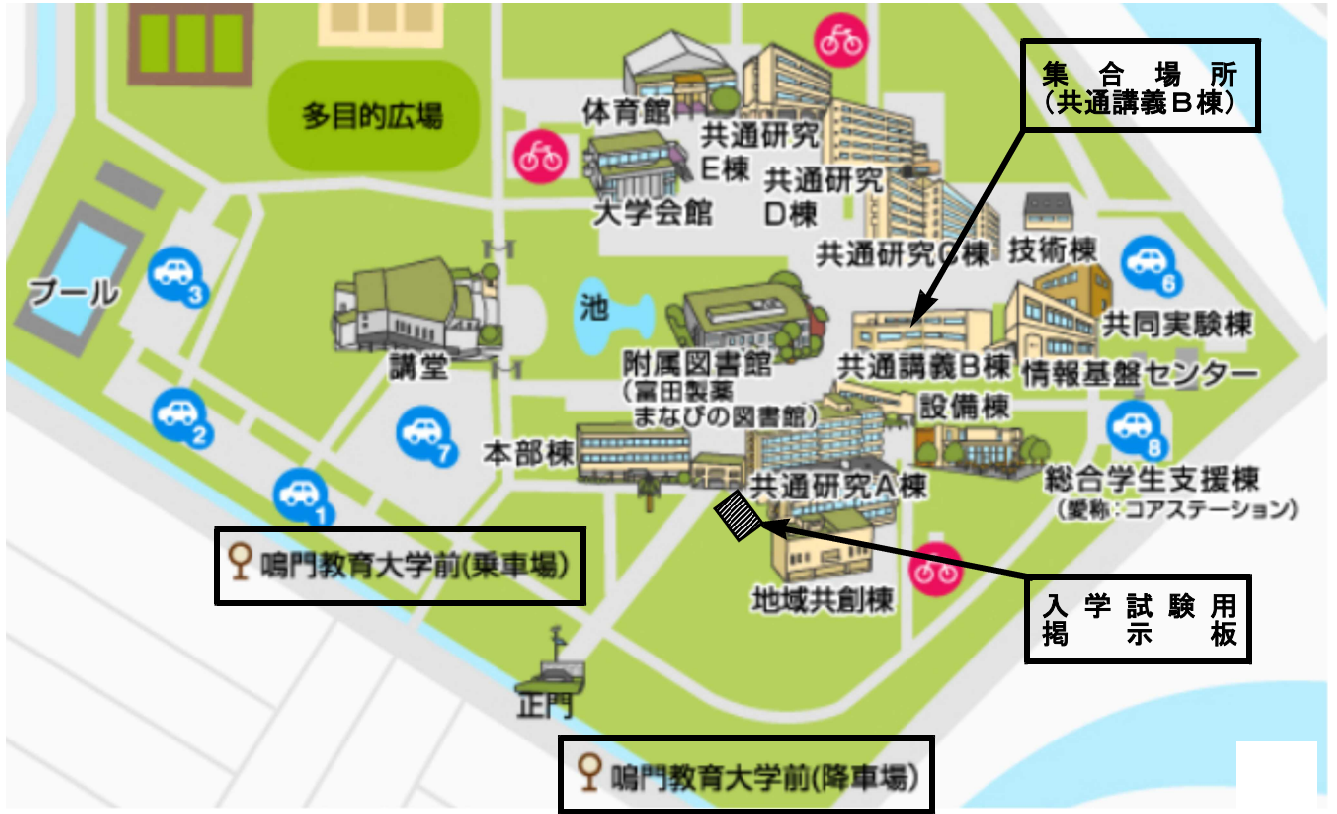 集合場所
(共通講義B棟)
多目的広場
体育館
共通研究
E棟
共通研究
D棟
大学会館
共通研究C棟
技術棟
プール
3
6
池
共同実験棟
講堂
附属図書館
(富田製薬
まなびの図書館)
共通講義B棟
情報基盤センター
設備棟
2
7
8
本部棟
共通研究A棟
総合学生支援棟
(愛称:コアステーション)
1
鳴門教育大学前(乗車場)
地域共創棟
入学試験用
掲示板
正門
鳴門教育大学前(降車場)